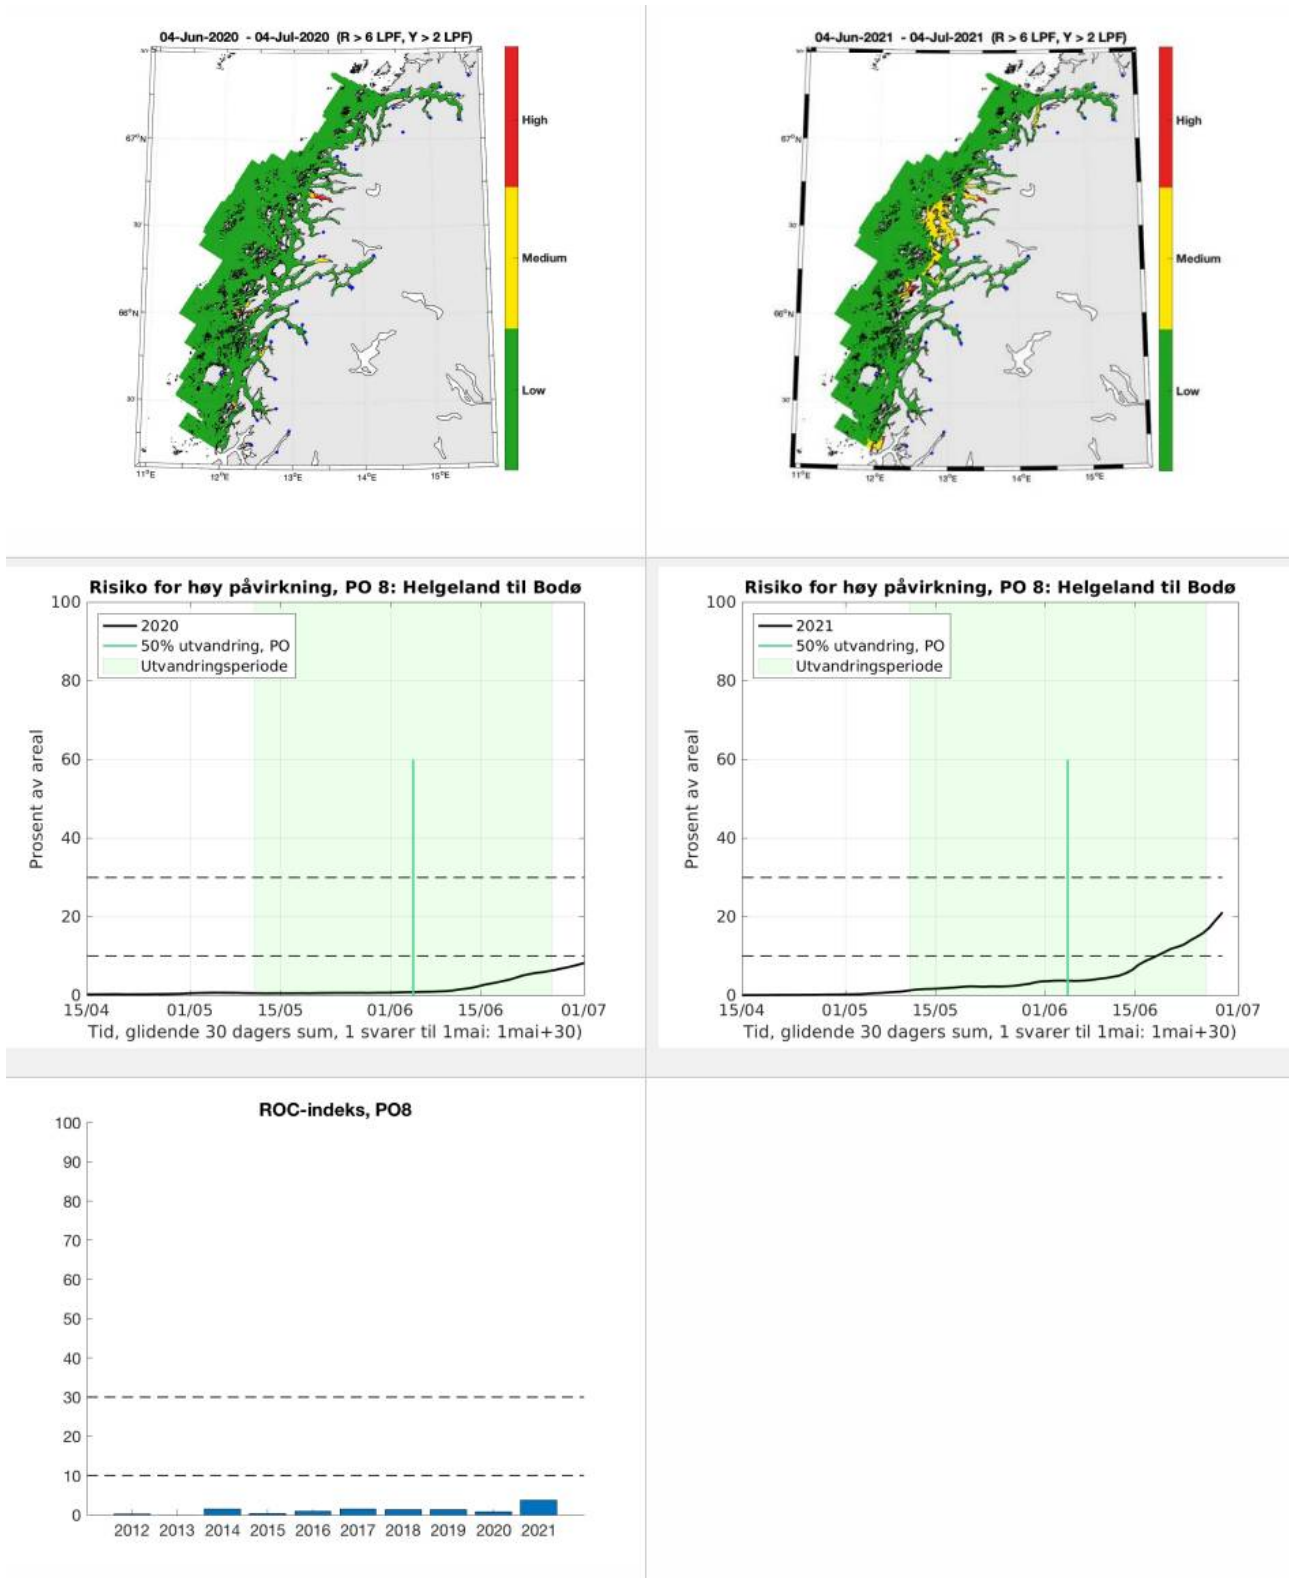 04-Jun-2020 - 04-Jul-2020 (R > 6 LPF, Y > 2 LPF)
High
67°N
30'
Medium
66°N
30'
Low
11°E 12°E 13°E 14°E 15°E
04-Jun-2021 - 04-Jul-2021 (R > 6 LPF, Y > 2 LPF)
High
67°N
30'
Medium
66°N
30'
Low
11°E 12°E 13°E 14°E 15°E
Risiko for høy påvirkning, PO 8: Helgeland til Bodø
100
80
60
40
20
0
Prosent av areal
2020
50% utvandring, PO
Utvandringsperiode
15/04 01/05 15/05 01/06 15/06 01/07
Tid, glidende 30 dagers sum, 1 svarer til 1mai: 1mai+30)
Risiko for høy påvirkning, PO 8: Helgeland til Bodø
100
80
60
40
20
0
Prosent av areal
2021
50% utvandring, PO
Utvandringsperiode
15/04 01/05 15/05 01/06 15/06 01/07
Tid, glidende 30 dagers sum, 1 svarer til 1mai: 1mai+30)
ROC-indeks, PO8
100
90
80
70
60
50
40
30
20
10
0
2012 2013 2014 2015 2016 2017 2018 2019 2020 2021